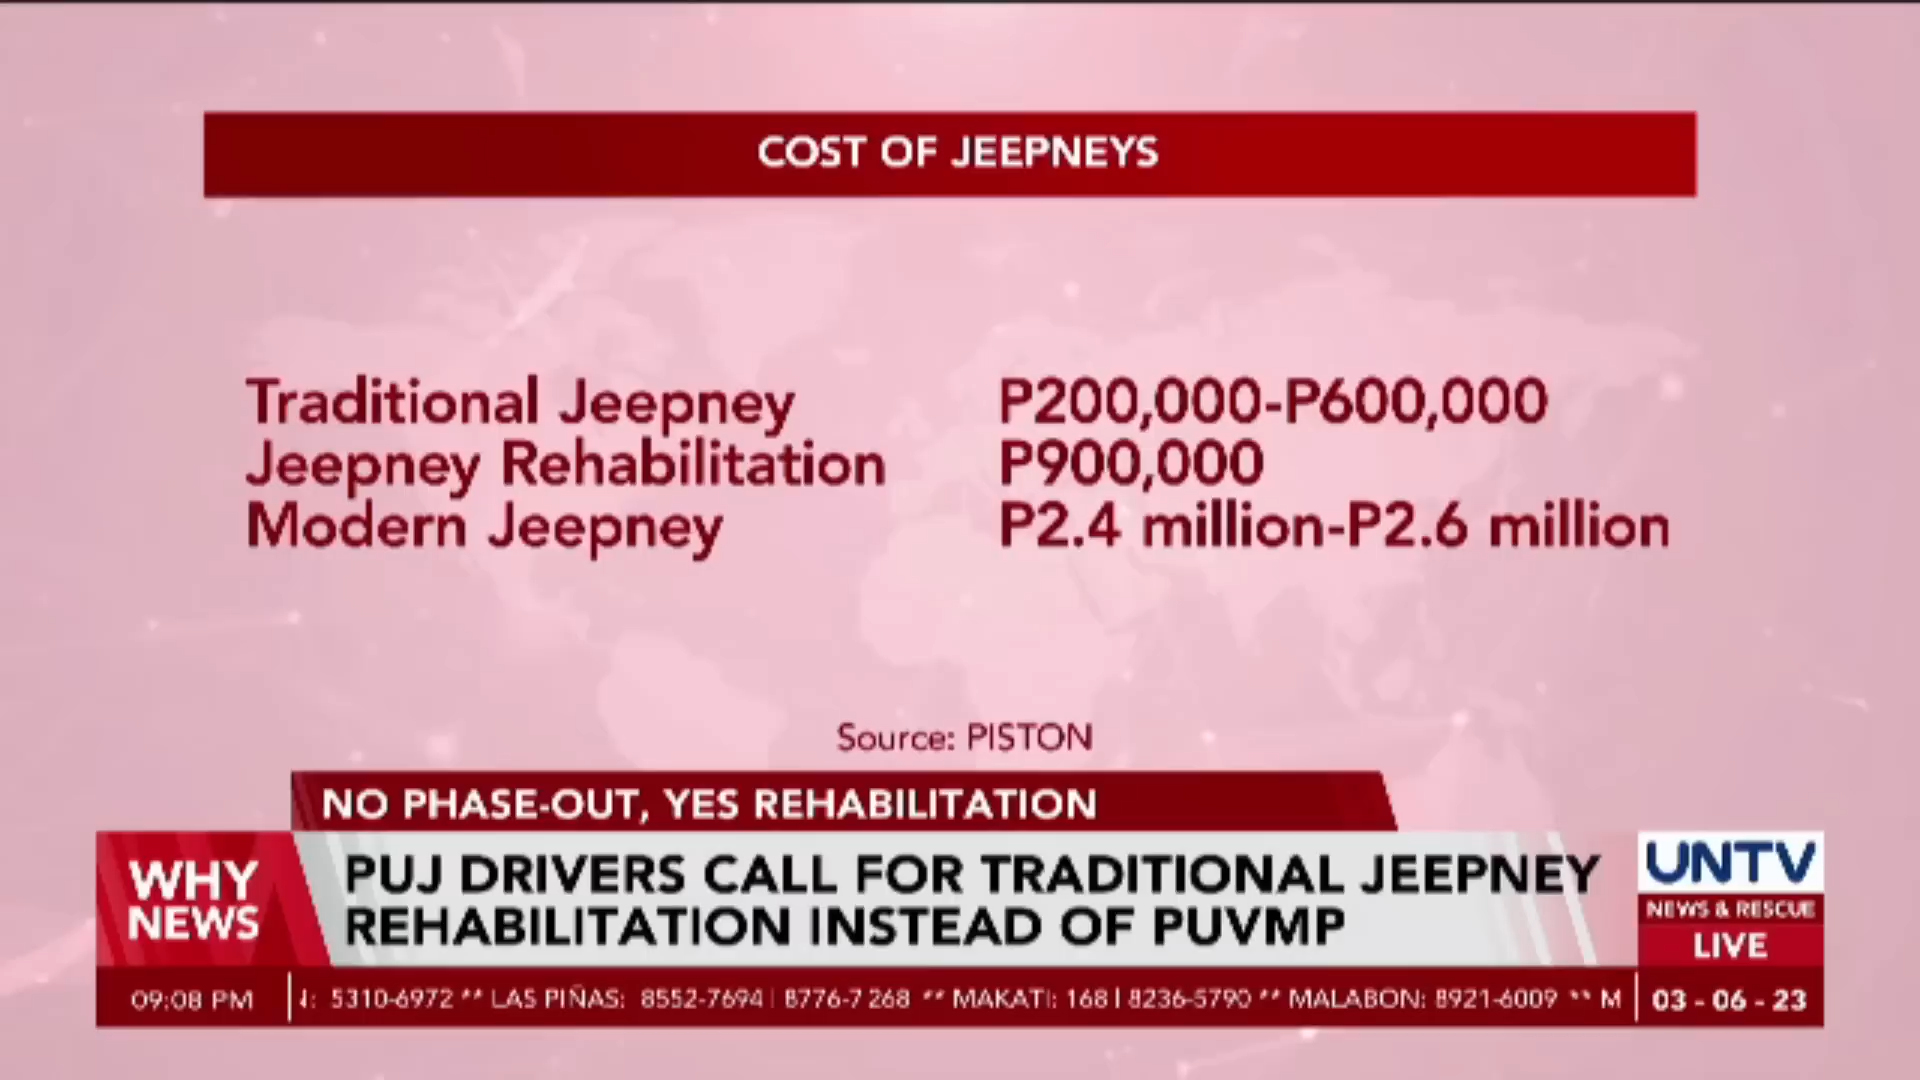 COST OF JEEPNEYS
Traditional Jeepney P200,000-P600,000
Jeepney Rehabilitation P900,000
Modern Jeepney P2.4 million-P2.6 million
Source: PISTON
NO PHASE-OUT, YES REHABILITATION
WHY NEWS
PUJ DRIVERS CALL FOR TRADITIONAL JEEPNEY
REHABILITATION INSTEAD OF PUVMP
UNTV
NEWS & RESCUE
LIVE
09:08 PM : 5310-6972 ** LAS PIÑAS: 8552-7694 | 8776-7268 ** MAKATI: 168 | 8236-5790 ** MALABON: 8921-6009 ** M 03 - 06 - 23